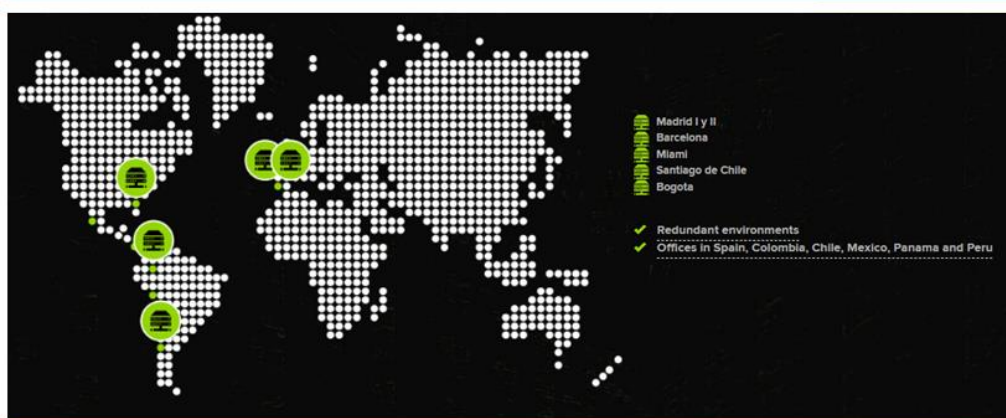 Madrid I y II
Barcelona
Miami
Santiago de Chile
Bogota
Redundant environments
Offices in Spain, Colombia, Chile, Mexico, Panama and Peru